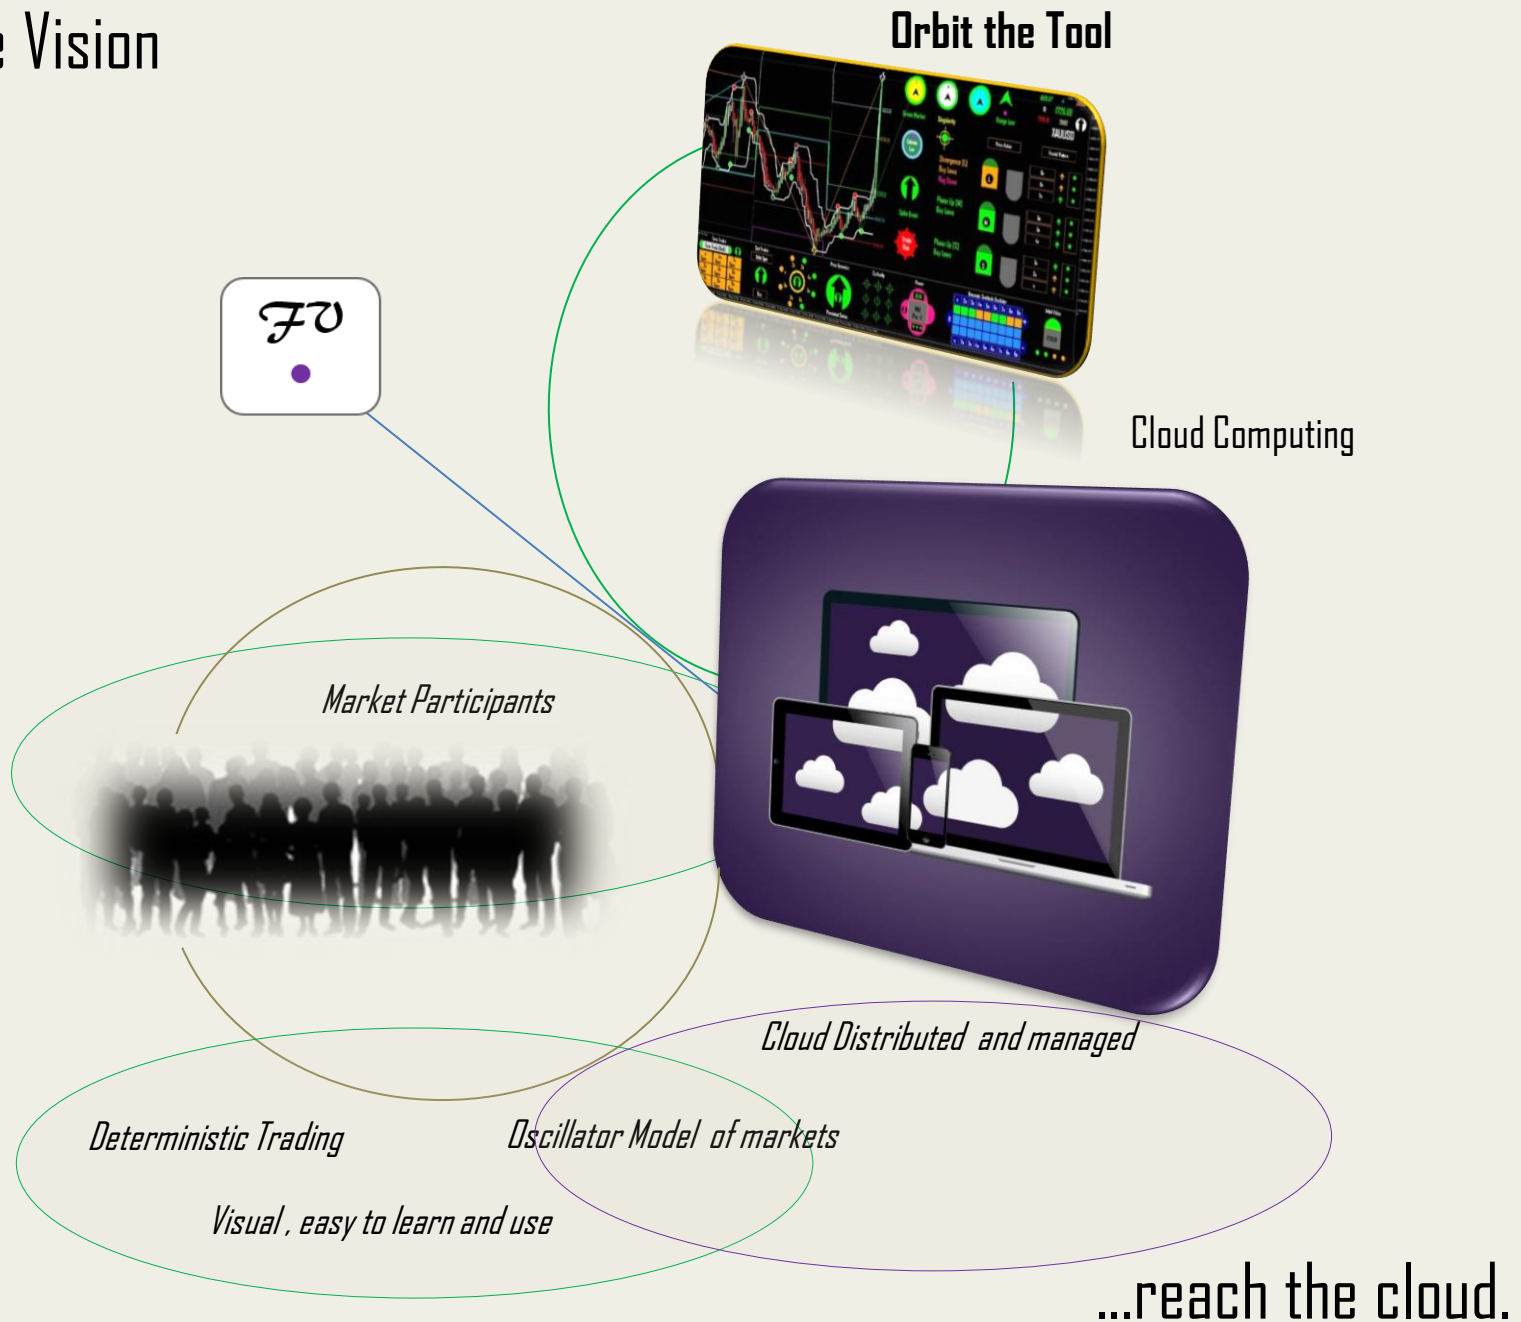 e Vision
Orbit the Tool
XAUUSD
FV
Cloud Computing
Market Participants
Cloud Distributed and managed
Deterministic Trading
Oscillator Model of markets
Visual , easy to learn and use
...reach the cloud.